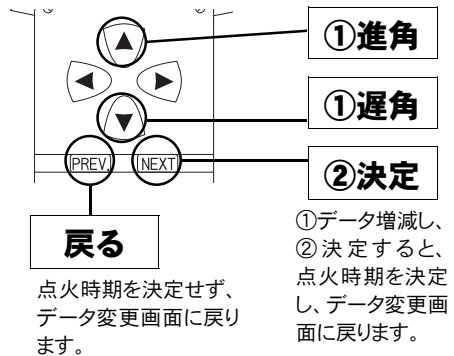 ①進角
▲
◀ ▶
①遅角
▼
PREV. NEXT
②決定
戻る
①データ増減し、
②決定すると、
点火時期を決定
し、データ変更画
面に戻ります。
点火時期を決定せず、
データ変更画面に戻り
ます。